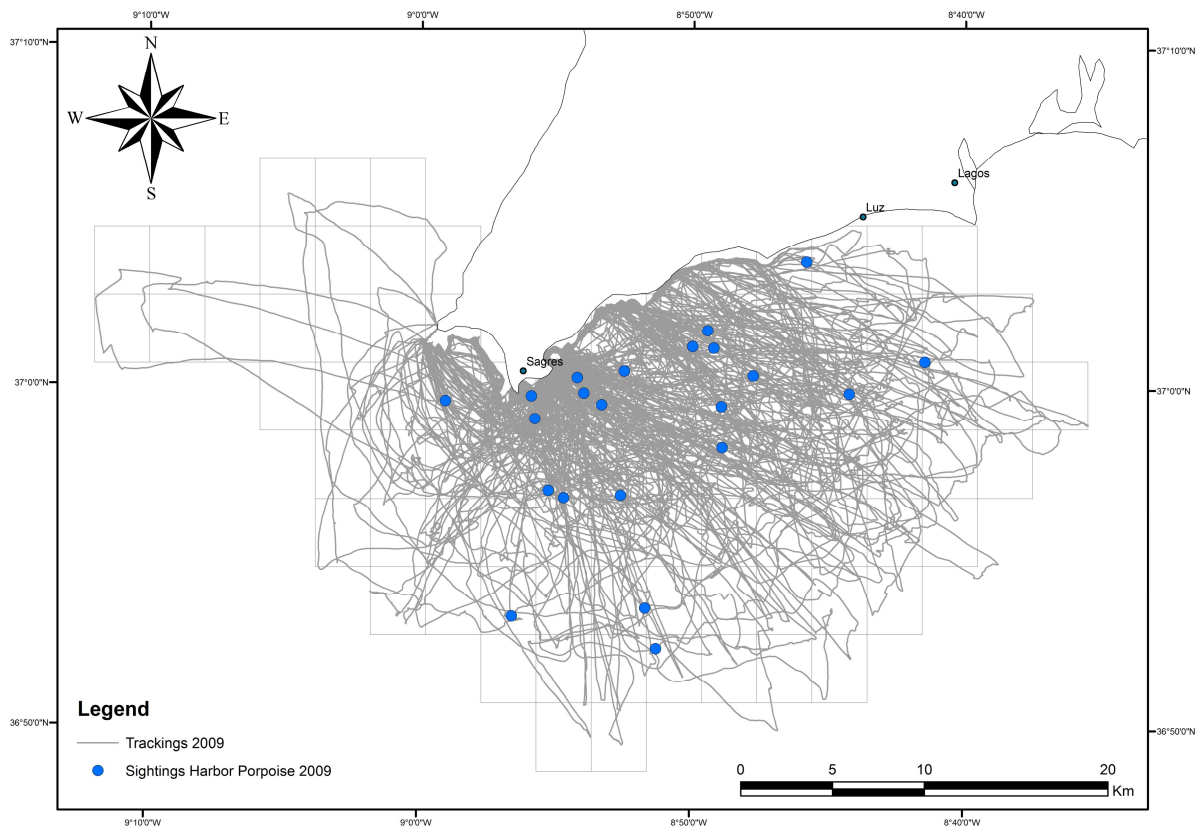 9°10'0"W 9°0'0"W 8°50'0"W 8°40'0"W
37°10'0"N 37°10'0"N
N
W E
S
Lagos
Luz
Sagres
37°0'0"N 37°0'0"N
36°50'0"N 36°50'0"N
Legend
Trackings 2009
Sightings Harbor Porpoise 2009
0 5 10 20
Km
9°10'0"W 9°0'0"W 8°50'0"W 8°40'0"W